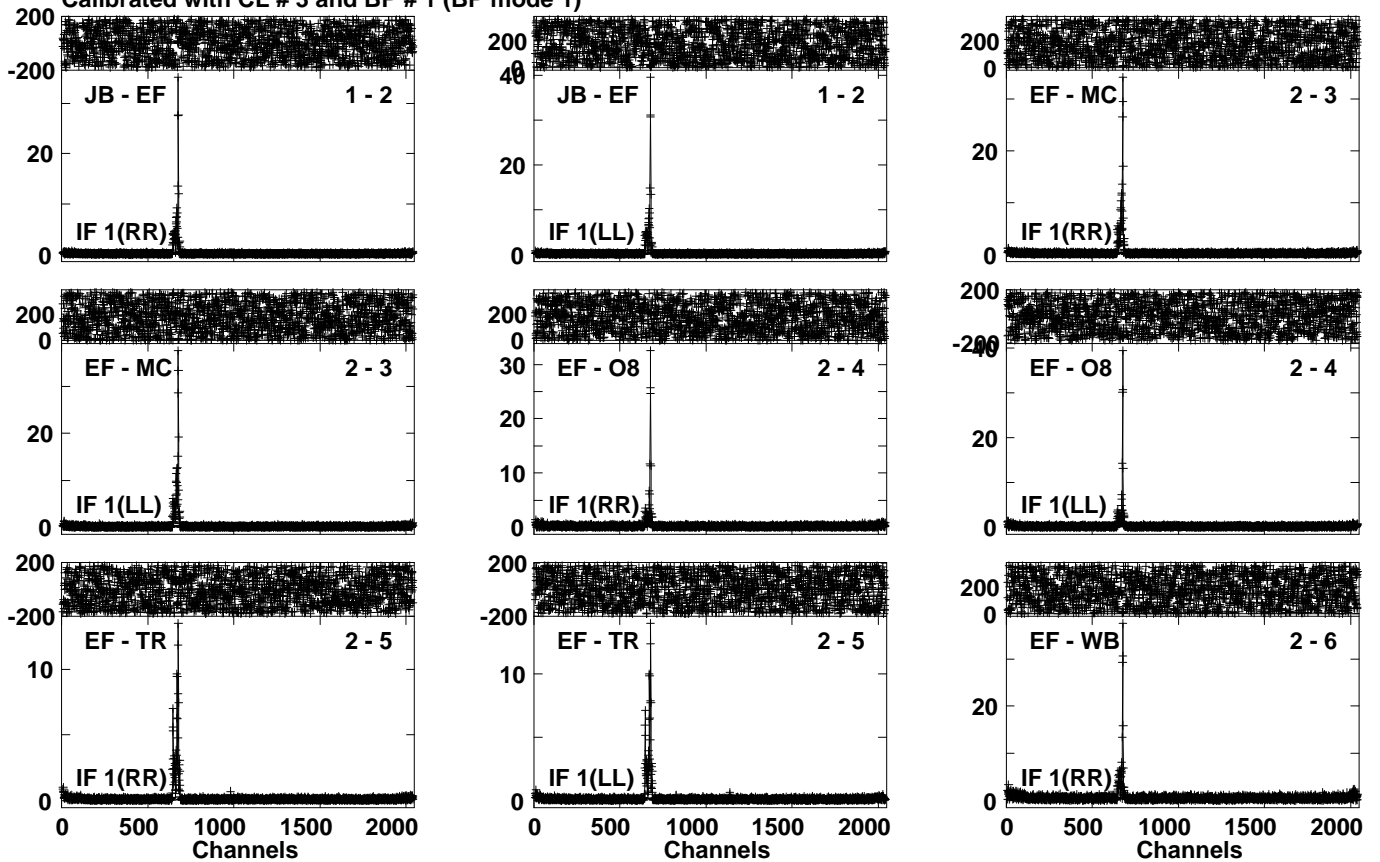 Calibrated with CL # 3 and BP # 1 (BP mode 1)
200
-200
JB - EF 1 - 2
20
IF 1(RR)
0
200
0
40
JB - EF 1 - 2
20
IF 1(LL)
0
200
0
EF - MC 2 - 3
20
IF 1(RR)
0
200
0
EF - MC 2 - 3
20
IF 1(LL)
0
200
0
30
EF - O8 2 - 4
20
10
IF 1(RR)
0
200
-200
40
EF - O8 2 - 4
20
IF 1(LL)
0
200
-200
EF - TR 2 - 5
10
IF 1(RR)
0
0 500 1000 1500 2000
Channels
200
-200
EF - TR 2 - 5
10
IF 1(LL)
0
0 500 1000 1500 2000
Channels
200
0
EF - WB 2 - 6
20
IF 1(RR)
0
0 500 1000 1500 2000
Channels